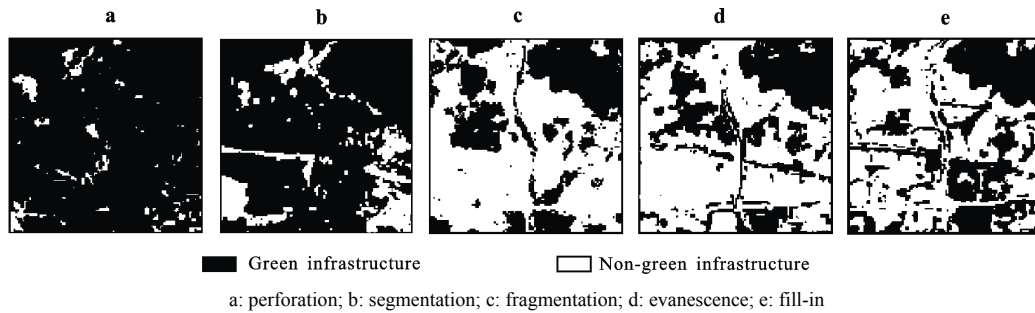 a b c d e
Green infrastructure Non-green infrastructure
a: perforation; b: segmentation; c: fragmentation; d: evanescence; e: fill-in